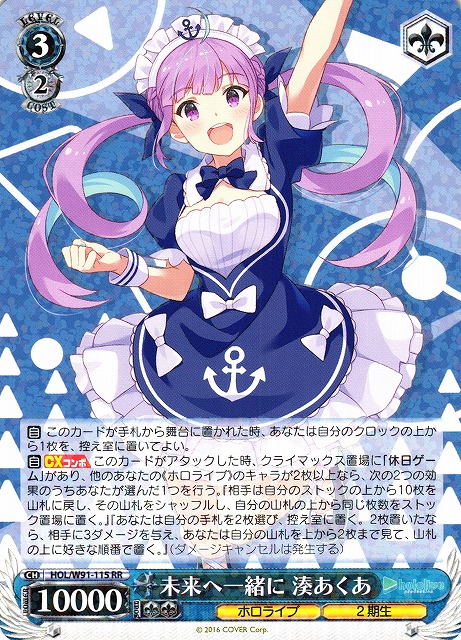 LEVEL
3
2
COST
自 このカードが手札から舞台に置かれた時、あなたは自分のクロックの上か
ら1枚を、控え室に置いてよい。
自 CXコンボ このカードがアタックした時、クライマックス置場に「休日ゲー
ム」があり、他のあなたの《ホロライブ》のキャラが2枚以上なら、次の2つの効
果のうちあなたが選んだ1つを行う。『相手は自分のストックの上から10枚を
山札に戻し、その山札をシャッフルし、自分の山札の上から同じ枚数をストッ
ク置場に置く。』『あなたは自分の手札を2枚選び、控え室に置く。2枚置いたな
ら、相手に3ダメージを与え、あなたは自分の山札を上から2枚まで見て、山札
の上に好きな順番で置く。』(ダメージキャンセルは発生する)
CH HOL/W91-115 RR
POWER
10000
SOUL
未来へ一緒に 湊あくあ
hololive
ホロライブ
2期生
© 2016 COVER Corp.